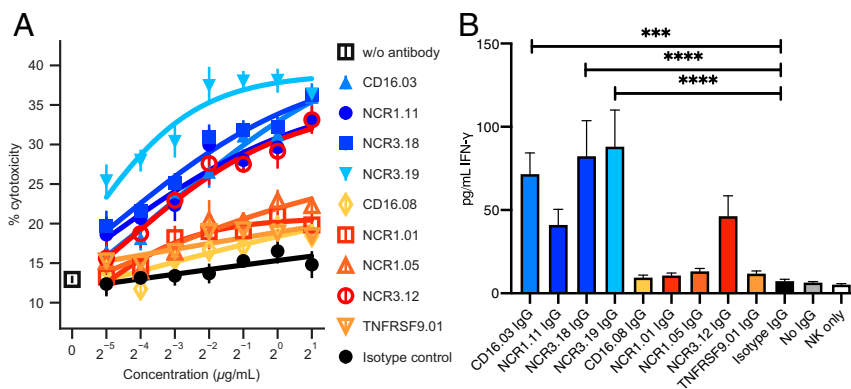 A
% cytotoxicity
40
35
30
25
20
15
10
0
2⁻⁵
2⁻⁴
2⁻³
2⁻²
2⁻¹
2⁰
2¹
Concentration (µg/mL)
w/o antibody
CD16.03
NCR1.11
NCR3.18
NCR3.19
CD16.08
NCR1.01
NCR1.05
NCR3.12
TNFRSF9.01
Isotype control
B
pg/mL IFN-γ
150
100
50
0
***
****
****
CD16.03 IgG
NCR1.11 IgG
NCR3.18 IgG
NCR3.19 IgG
CD16.08 IgG
NCR1.01 IgG
NCR1.05 IgG
NCR3.12 IgG
TNFRSF9.01 IgG
Isotype IgG
No IgG
NK only